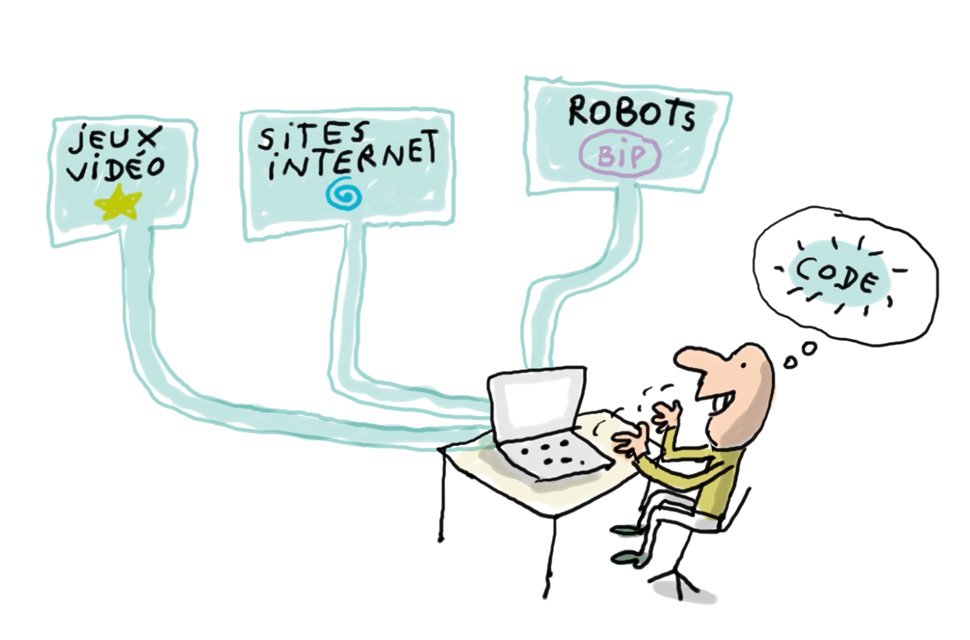 JEUX
VIDÉO
SiTES
iNTERNET
ROBOTS
BiP
CODE